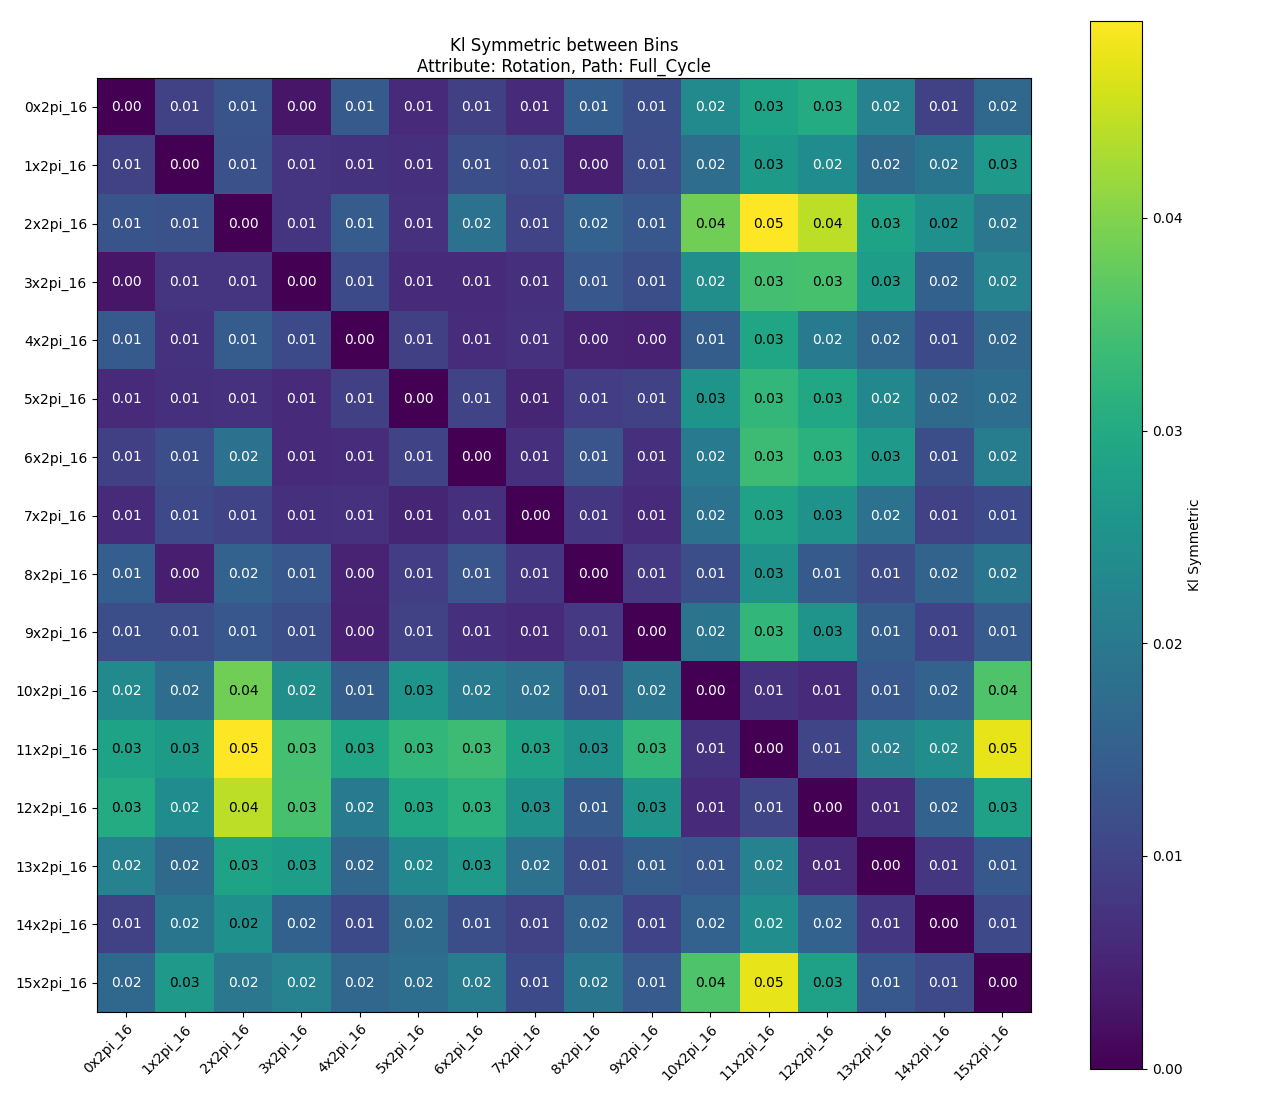 Kl Symmetric between Bins
Attribute: Rotation, Path: Full_Cycle
0x2pi_16 0.00 0.01 0.01 0.00 0.01 0.01 0.01 0.01 0.01 0.01 0.02 0.03 0.03 0.02 0.01 0.02
1x2pi_16 0.01 0.00 0.01 0.01 0.01 0.01 0.01 0.01 0.00 0.01 0.02 0.03 0.02 0.02 0.02 0.03
2x2pi_16 0.01 0.01 0.00 0.01 0.01 0.01 0.02 0.01 0.02 0.01 0.04 0.05 0.04 0.03 0.02 0.02
3x2pi_16 0.00 0.01 0.01 0.00 0.01 0.01 0.01 0.01 0.01 0.01 0.02 0.03 0.03 0.03 0.02 0.02
4x2pi_16 0.01 0.01 0.01 0.01 0.00 0.01 0.01 0.01 0.00 0.00 0.01 0.03 0.02 0.02 0.01 0.02
5x2pi_16 0.01 0.01 0.01 0.01 0.01 0.00 0.01 0.01 0.01 0.01 0.03 0.03 0.03 0.02 0.02 0.02
6x2pi_16 0.01 0.01 0.02 0.01 0.01 0.01 0.00 0.01 0.01 0.01 0.02 0.03 0.03 0.03 0.01 0.02
7x2pi_16 0.01 0.01 0.01 0.01 0.01 0.01 0.01 0.00 0.01 0.01 0.02 0.03 0.03 0.02 0.01 0.01
8x2pi_16 0.01 0.00 0.02 0.01 0.00 0.01 0.01 0.01 0.00 0.01 0.01 0.03 0.01 0.01 0.02 0.02
9x2pi_16 0.01 0.01 0.01 0.01 0.00 0.01 0.01 0.01 0.01 0.00 0.02 0.03 0.03 0.01 0.01 0.01
10x2pi_16 0.02 0.02 0.04 0.02 0.01 0.03 0.02 0.02 0.01 0.02 0.00 0.01 0.01 0.01 0.02 0.04
11x2pi_16 0.03 0.03 0.05 0.03 0.03 0.03 0.03 0.03 0.03 0.03 0.01 0.00 0.01 0.02 0.02 0.05
12x2pi_16 0.03 0.02 0.04 0.03 0.02 0.03 0.03 0.03 0.01 0.03 0.01 0.01 0.00 0.01 0.02 0.03
13x2pi_16 0.02 0.02 0.03 0.03 0.02 0.02 0.03 0.02 0.01 0.01 0.01 0.02 0.01 0.00 0.01 0.01
14x2pi_16 0.01 0.02 0.02 0.02 0.01 0.02 0.01 0.01 0.02 0.01 0.02 0.02 0.02 0.01 0.00 0.01
15x2pi_16 0.02 0.03 0.02 0.02 0.02 0.02 0.02 0.01 0.02 0.01 0.04 0.05 0.03 0.01 0.01 0.00
0x2pi_16 1x2pi_16 2x2pi_16 3x2pi_16 4x2pi_16 5x2pi_16 6x2pi_16 7x2pi_16 8x2pi_16 9x2pi_16 10x2pi_16 11x2pi_16 12x2pi_16 13x2pi_16 14x2pi_16 15x2pi_16
0.04
0.03
0.02
0.01
0.00
Kl Symmetric